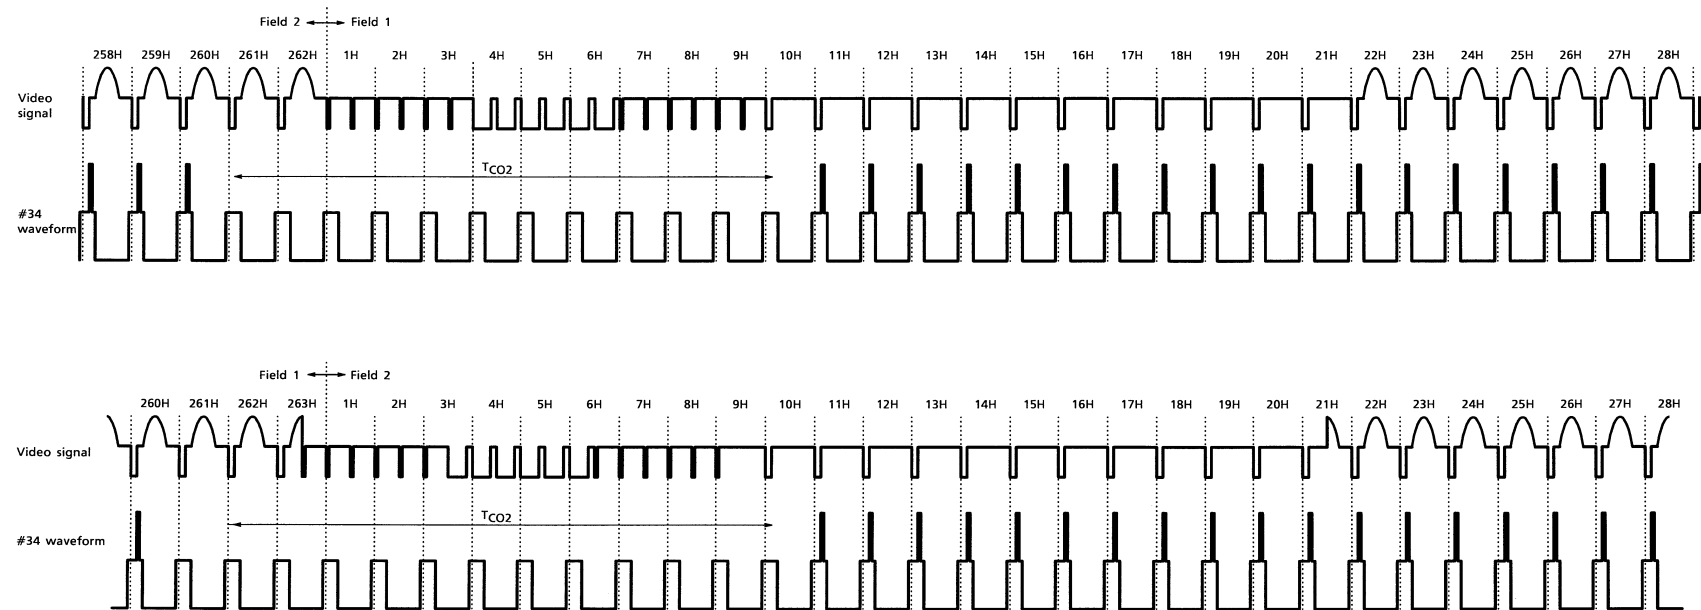 Field 2 Field 1
258H 259H 260H 261H 262H 1H 2H 3H 4H 5H 6H 7H 8H 9H 10H 11H 12H 13H 14H 15H 16H 17H 18H 19H 20H 21H 22H 23H 24H 25H 26H 27H 28H
Video
signal
TCO2
#34
waveform
Field 1 Field 2
260H 261H 262H 263H 1H 2H 3H 4H 5H 6H 7H 8H 9H 10H 11H 12H 13H 14H 15H 16H 17H 18H 19H 20H 21H 22H 23H 24H 25H 26H 27H 28H
Video signal
TCO2
#34 waveform